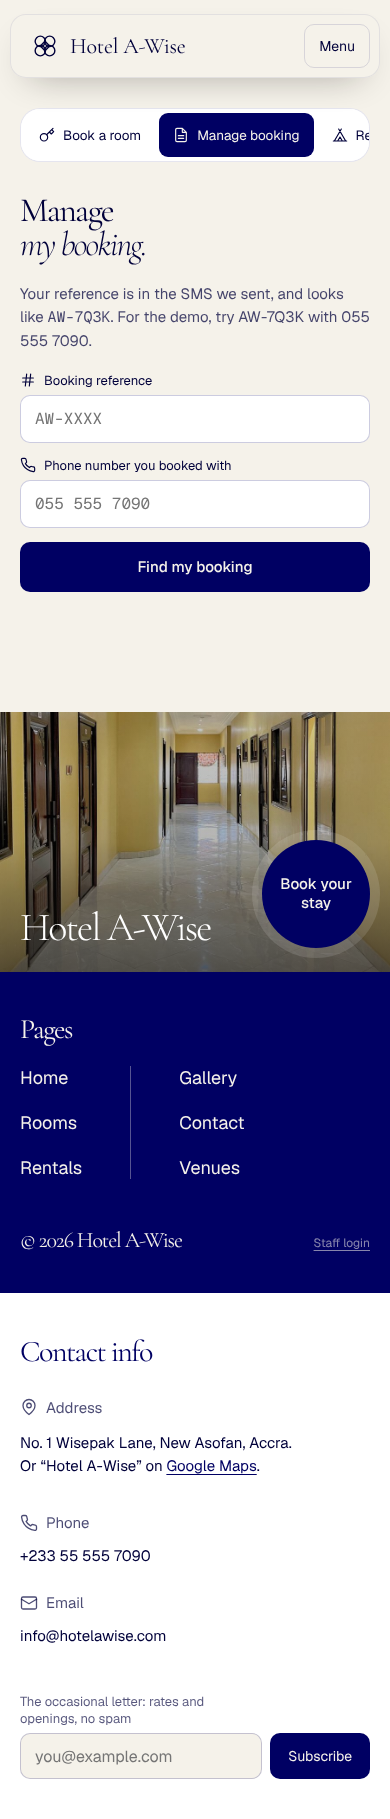 Hotel A-Wise
Menu
Book a room
Manage booking
Re
Manage
my booking.
Your reference is in the SMS we sent, and looks
like AW-7Q3K. For the demo, try AW-7Q3K with 055
555 7090.
Booking reference
AW-XXXX
Phone number you booked with
055 555 7090
Find my booking
Hotel A-Wise
Book your
stay
Pages
Home
Gallery
Rooms
Contact
Rentals
Venues
© 2026 Hotel A-Wise
Staff login
Contact info
Address
No. 1 Wisepak Lane, New Asofan, Accra.
Or “Hotel A-Wise” on Google Maps.
Phone
+233 55 555 7090
Email
info@hotelawise.com
The occasional letter: rates and
openings, no spam
you@example.com
Subscribe